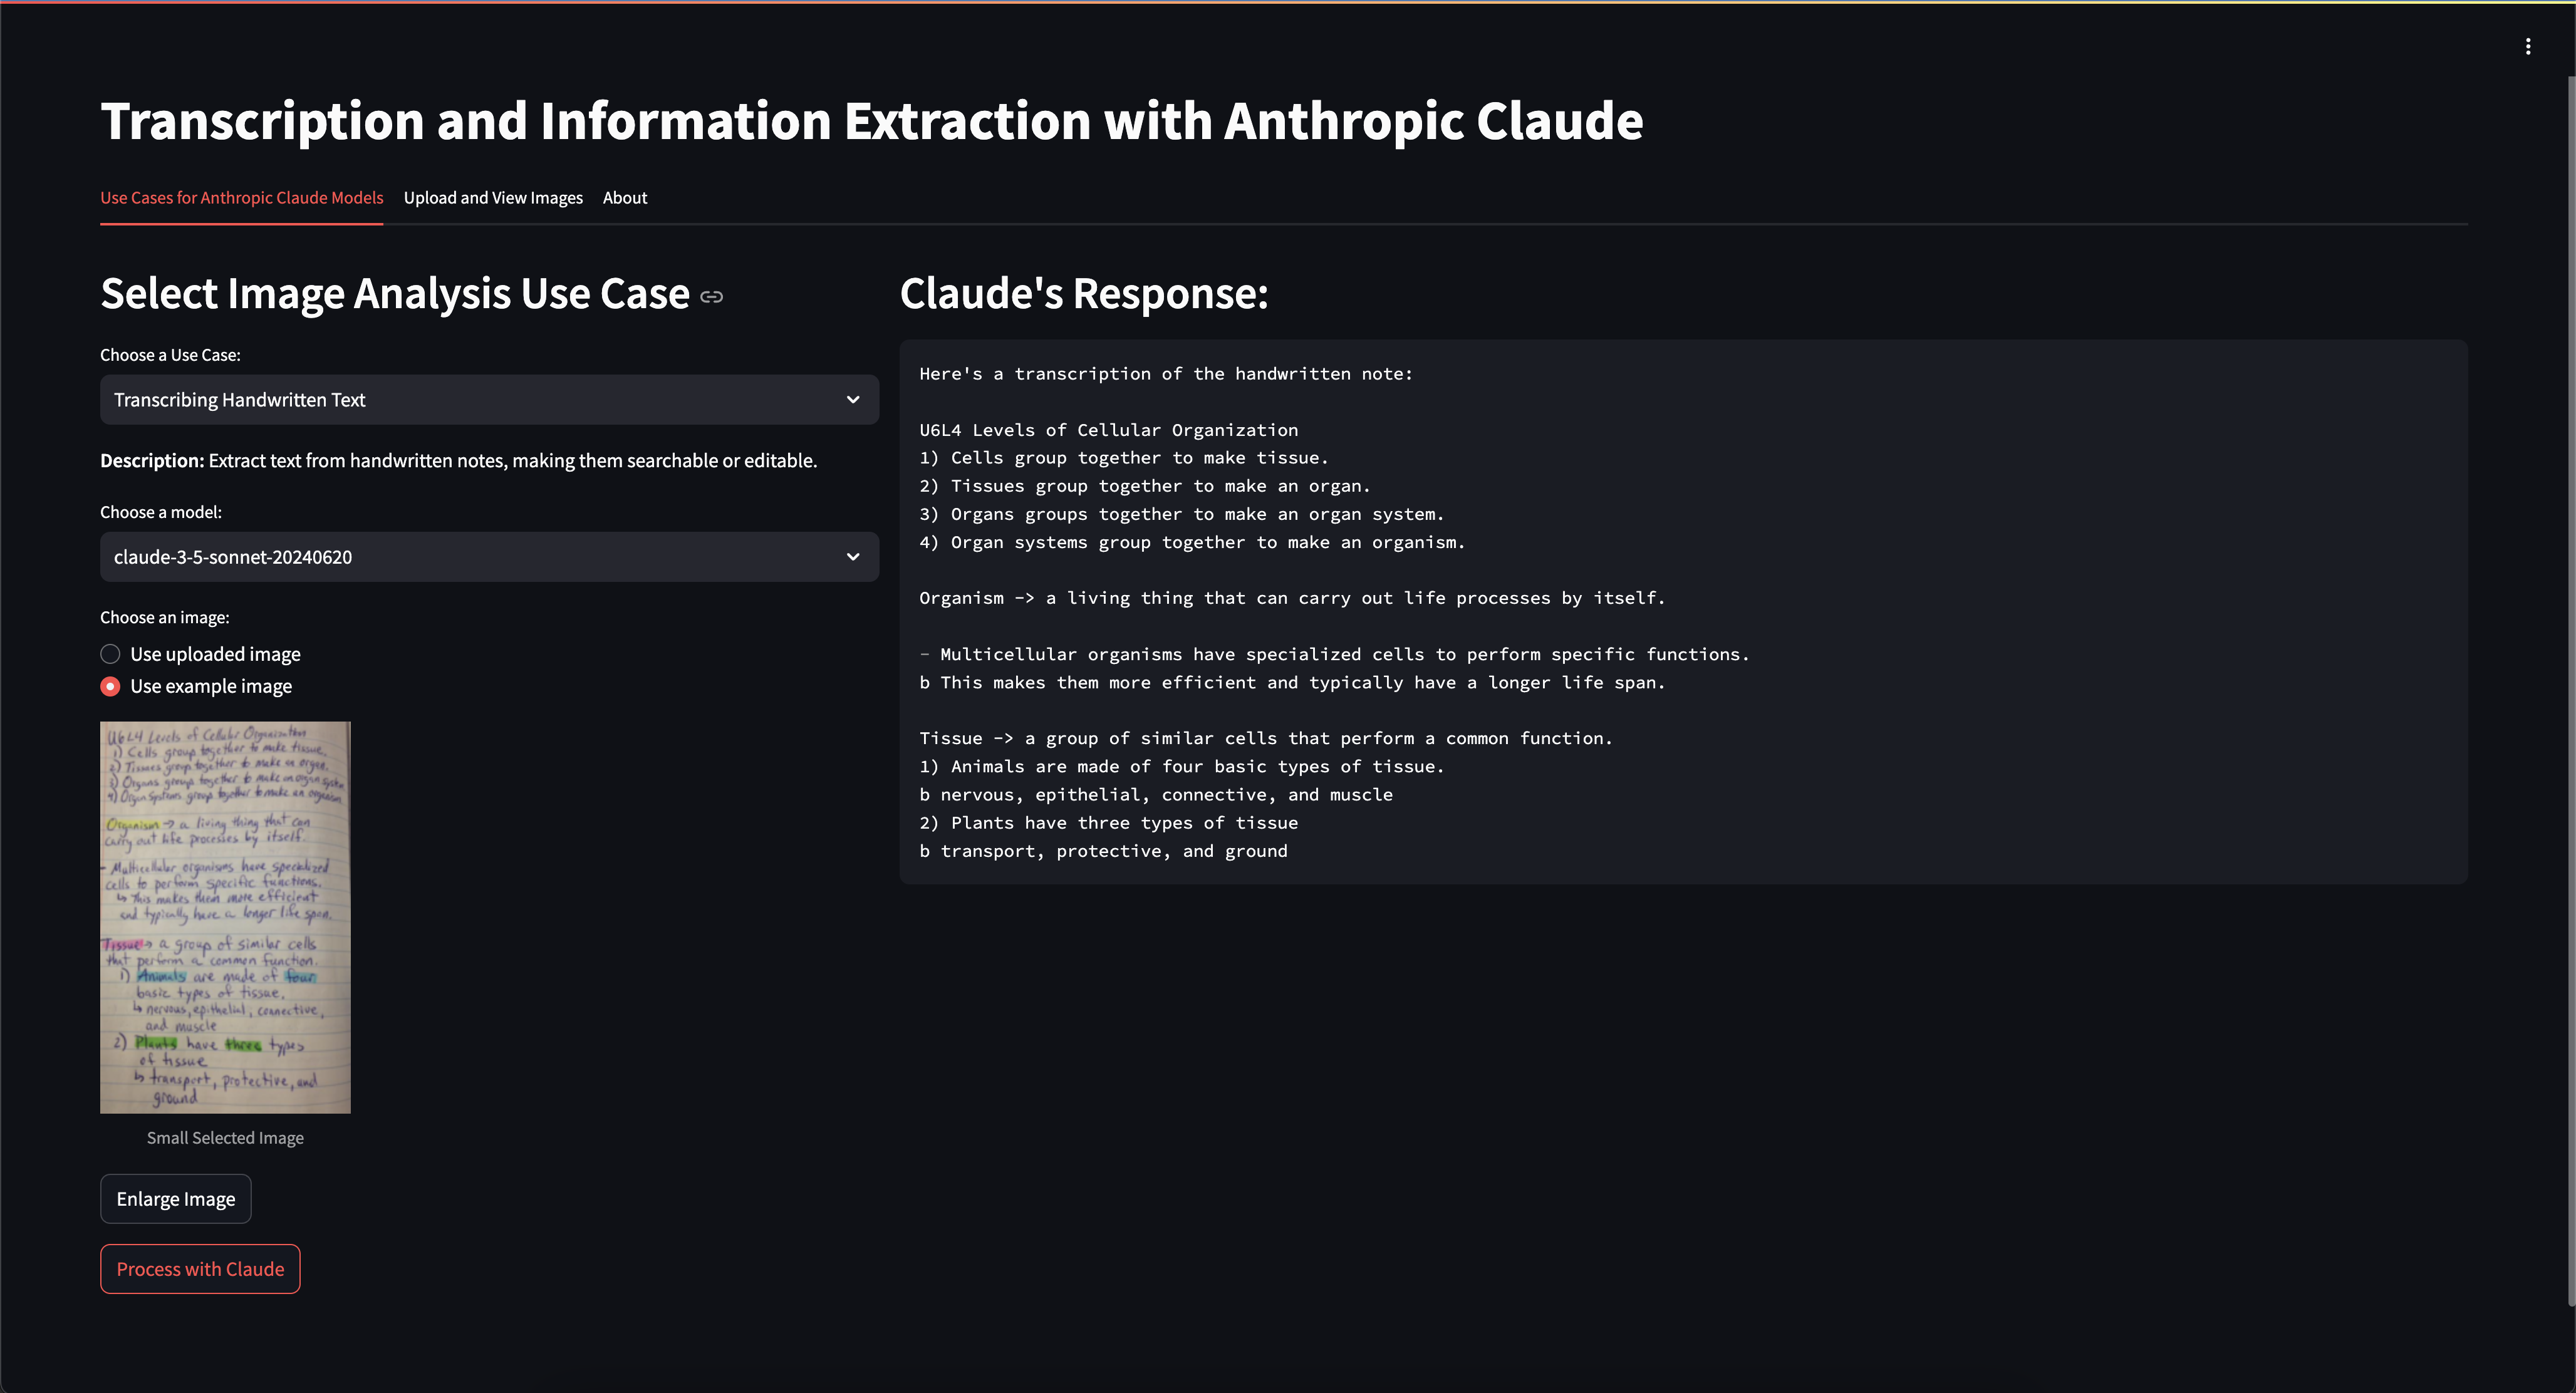 Transcription and Information Extraction with Anthropic Claude
Use Cases for Anthropic Claude Models
Upload and View Images
About
Select Image Analysis Use Case
Choose a Use Case:
Transcribing Handwritten Text
Description: Extract text from handwritten notes, making them searchable or editable.
Choose a model:
claude-3-5-sonnet-20240620
Choose an image:
Use uploaded image
Use example image
U6L4 Levels of Cellular Organization
1) Cells group together to make tissue.
2) Tissues group together to make an organ.
3) Organs group together to make an organ system
4) Organ Systems group together to make an organism.
Organism → a living thing that can
carry out life processes by itself.
- Multicellular organisms have specialized
cells to perform specific functions.
↳ This makes them more efficient
and typically have a longer life span.
Tissue → a group of similar cells
that perform a common function.
1) Animals are made of four
basic types of tissue.
↳ nervous, epithelial, connective,
and muscle
2) Plants have three types
of tissue
↳ transport, protective, and
ground
Small Selected Image
Enlarge Image
Process with Claude
Claude's Response:
Here's a transcription of the handwritten note:
U6L4 Levels of Cellular Organization
1) Cells group together to make tissue.
2) Tissues group together to make an organ.
3) Organs groups together to make an organ system.
4) Organ systems group together to make an organism.
Organism -> a living thing that can carry out life processes by itself.
- Multicellular organisms have specialized cells to perform specific functions.
b This makes them more efficient and typically have a longer life span.
Tissue -> a group of similar cells that perform a common function.
1) Animals are made of four basic types of tissue.
b nervous, epithelial, connective, and muscle
2) Plants have three types of tissue
b transport, protective, and ground